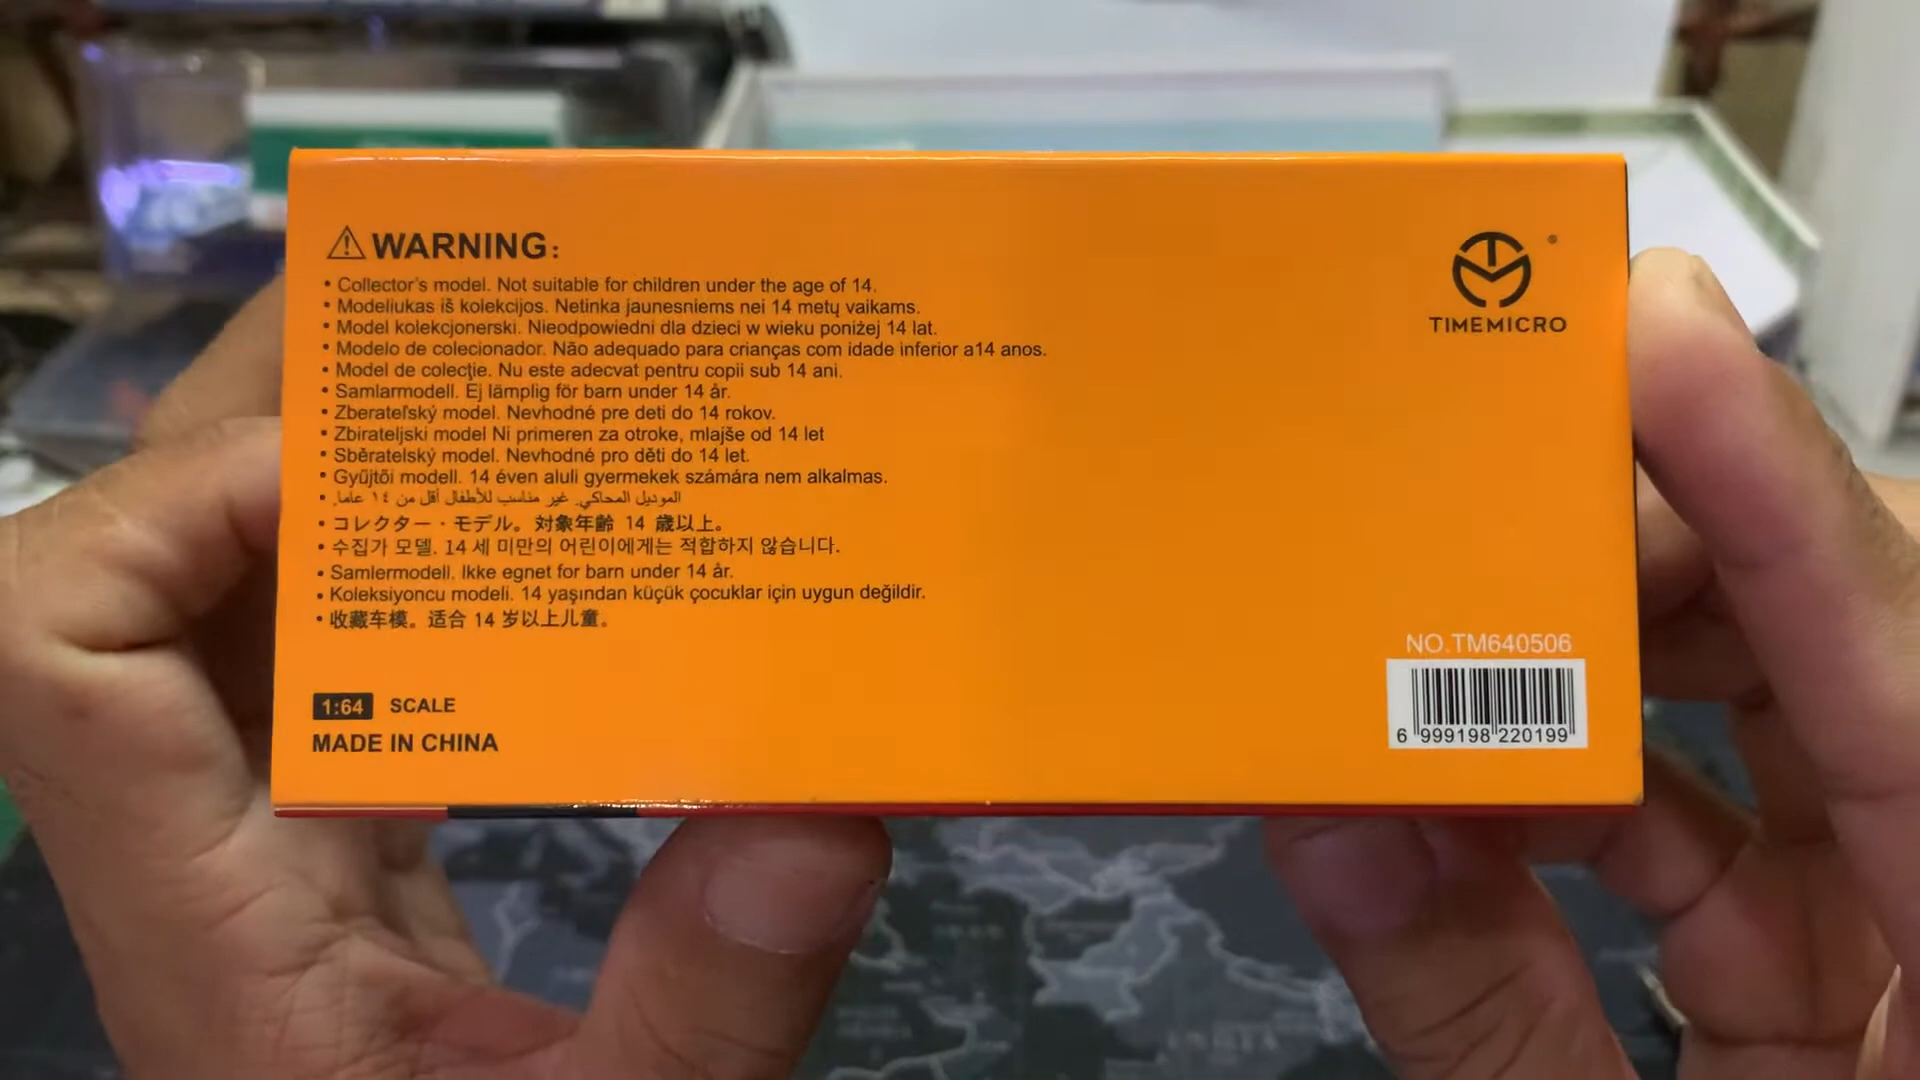 ⚠ WARNING:
• Collector's model. Not suitable for children under the age of 14.
• Modeliukas iš kolekcijos. Netinka jaunesniems nei 14 metų vaikams.
• Model kolekcjonerski. Nieodpowiedni dla dzieci w wieku poniżej 14 lat.
• Modelo de colecionador. Não adequado para crianças com idade inferior a14 anos.
• Model de colecţie. Nu este adecvat pentru copii sub 14 ani.
• Samlarmodell. Ej lämplig för barn under 14 år.
• Zberateľský model. Nevhodné pre deti do 14 rokov.
• Zbirateljski model Ni primeren za otroke, mlajše od 14 let
• Sběratelský model. Nevhodné pro děti do 14 let.
• Gyűjtői modell. 14 éven aluli gyermekek számára nem alkalmas.
• الموديل المحاكي. غير مناسب للأطفال أقل من ١٤ عاما.
• コレクター・モデル。対象年齢 14 歳以上。
• 수집가 모델. 14 세 미만의 어린이에게는 적합하지 않습니다.
• Samlermodell. Ikke egnet for barn under 14 år.
• Koleksiyoncu modeli. 14 yaşından küçük çocuklar için uygun değildir.
• 收藏车模。适合 14 岁以上儿童。
1:64 SCALE
MADE IN CHINA
®
TIMEMICRO
NO.TM640506
6 999198 220199